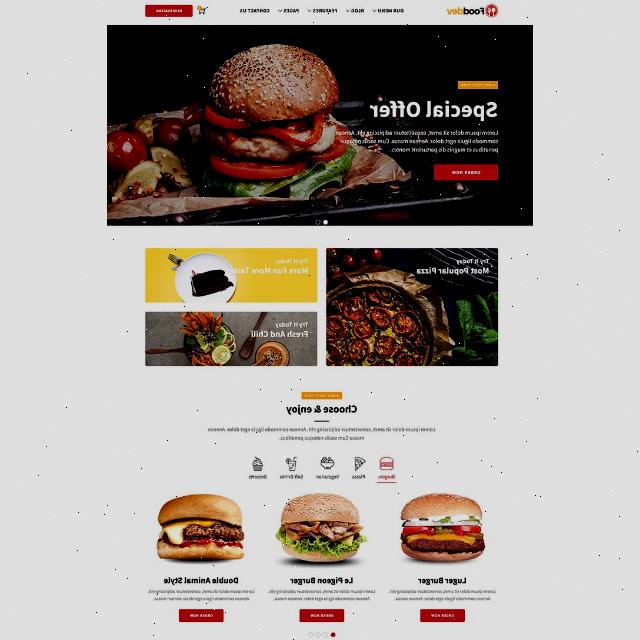 Fooddev
OUR MENU
BLOG
FEATURES
PAGES
CONTACT US
RESERVATION
Special Offer
Lorem ipsum dolor sit amet, consectetuer adipiscing elit. Aenean
commodo ligula eget dolor. Aenean massa. Cum sociis natoque
penatibus et magnis dis parturient montes.
ORDER NOW
Try It Today
Most Popular Pizza
Try It Today
More Fun More Taste
Try It Today
Fresh And Chili
Choose & enjoy
Lorem ipsum dolor sit amet, consectetuer adipiscing elit. Aenean commodo ligula eget dolor. Aenean
massa Cum sociis natoque penatibus.
Burgers
Pizzas
Vegetarian
Soft Drinks
Desserts
Luger Burger
Lorem ipsum dolor sit amet, consectetuer adipiscing elit. Aenean
commodo ligula eget dolor. Aenean massa.
ORDER NOW
Le Pigeon Burger
Lorem ipsum dolor sit amet, consectetuer adipiscing elit. Aenean
commodo ligula eget dolor. Aenean massa.
ORDER NOW
Double Animal Style
Lorem ipsum dolor sit amet, consectetuer adipiscing elit. Aenean
commodo ligula eget dolor. Aenean massa.
ORDER NOW